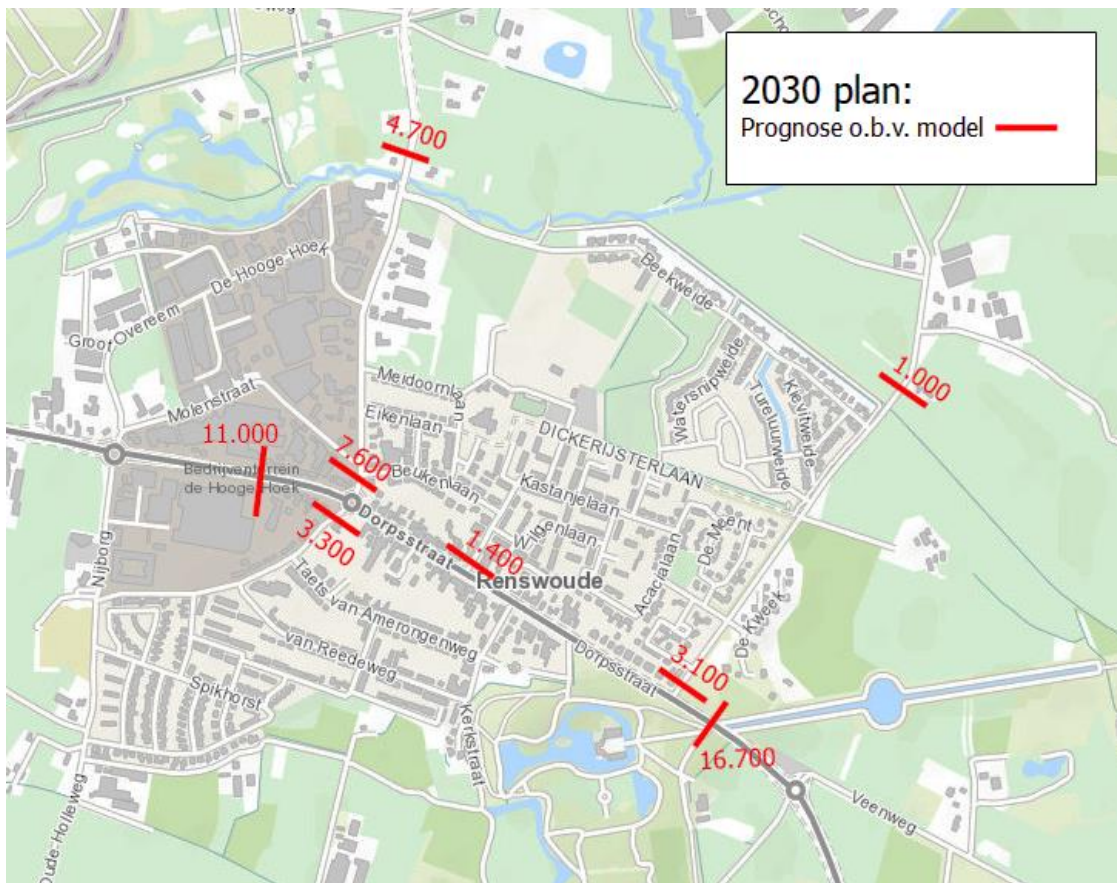 2030 plan:
Prognose o.b.v. model
4.700
De Hooge Hoek
Groot Overeem
Beekweide
1.000
Molenstraat
Meidoornlaan
Eikenlaan
Watersnipweide
Tureluurweide
Kievitweide
11.000
7.600
DICKERIJSTERLAAN
Bedrijventerrein
de Hooge Hoek
Beukenlaan
Kastanjelaan
3.300
Dorpsstraat
1.400
De Meent
Renswoude
Acacialaan
Nijborg
Taets van Amerongenweg
van Reedeweg
De Kweek
Dorpsstraat
3.100
Spikhorst
Kerkstraat
16.700
Veenweg
Oude-Holleweg